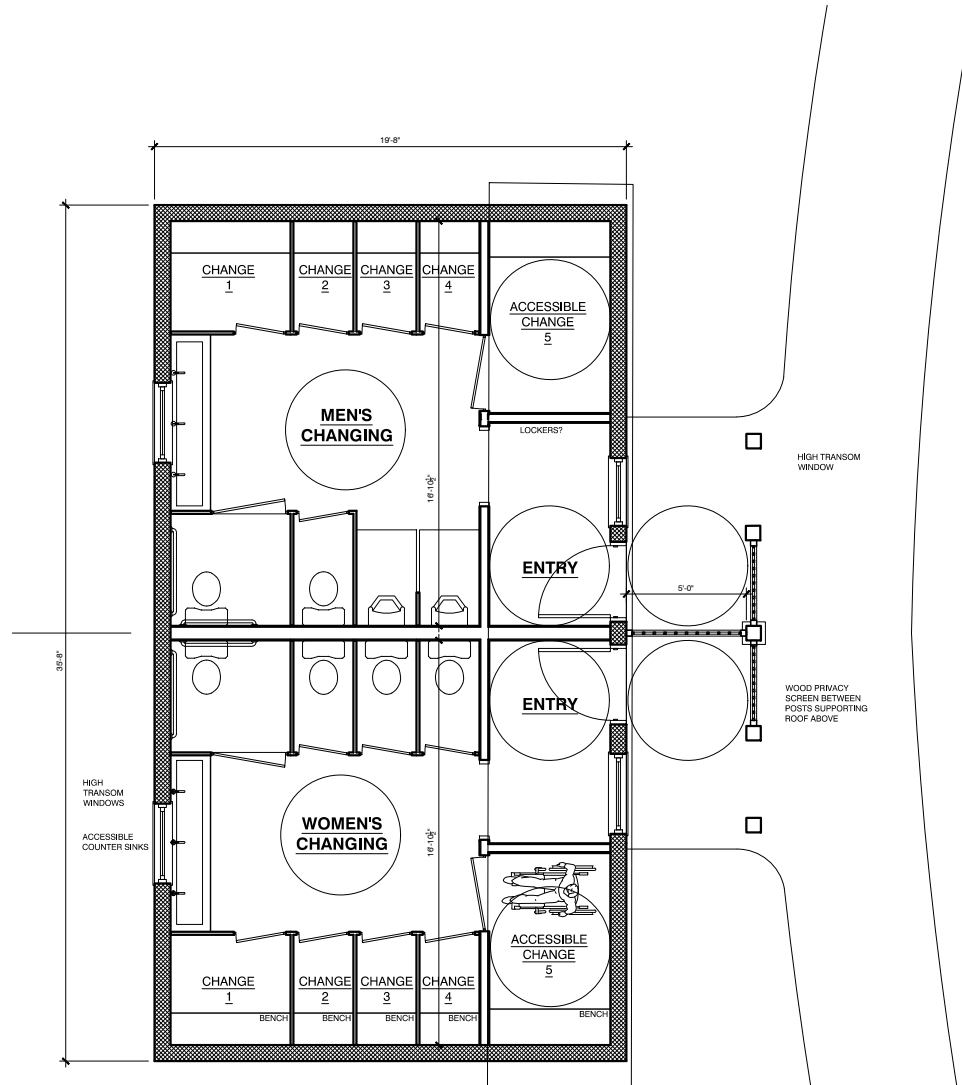 19'-8"
CHANGE
1
CHANGE
2
CHANGE
3
CHANGE
4
ACCESSIBLE
CHANGE
5
MEN'S
CHANGING
LOCKERS?
HIGH TRANSOM
WINDOW
16'-10½"
ENTRY
5'-0"
35'-8"
ENTRY
WOOD PRIVACY
SCREEN BETWEEN
POSTS SUPPORTING
ROOF ABOVE
HIGH
TRANSOM
WINDOWS
ACCESSIBLE
COUNTER SINKS
WOMEN'S
CHANGING
16'-10½"
ACCESSIBLE
CHANGE
5
BENCH
CHANGE
1
BENCH
CHANGE
2
BENCH
CHANGE
3
BENCH
CHANGE
4
BENCH